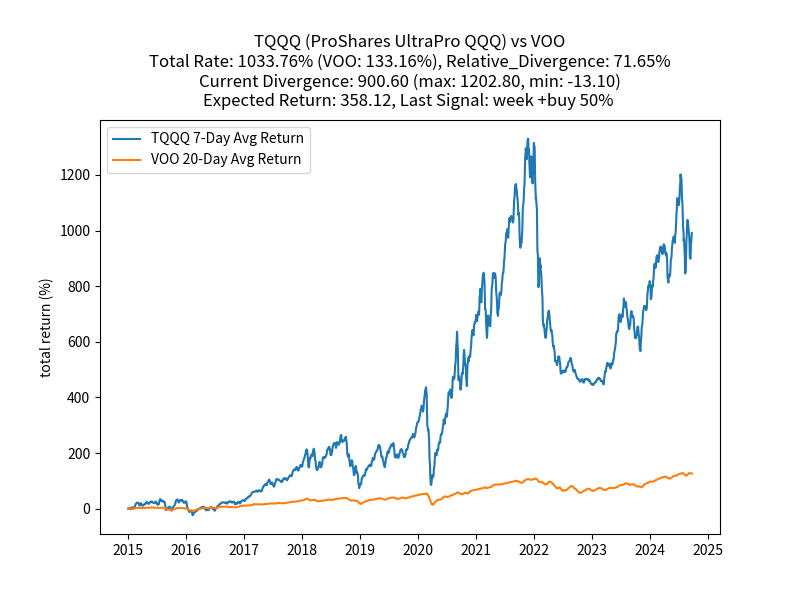 TQQQ (ProShares UltraPro QQQ) vs VOO
Total Rate: 1033.76% (VOO: 133.16%), Relative_Divergence: 71.65%
Current Divergence: 900.60 (max: 1202.80, min: -13.10)
Expected Return: 358.12, Last Signal: week +buy 50%
TQQQ 7-Day Avg Return
VOO 20-Day Avg Return
total return (%)
1200
1000
800
600
400
200
0
2015 2016 2017 2018 2019 2020 2021 2022 2023 2024 2025